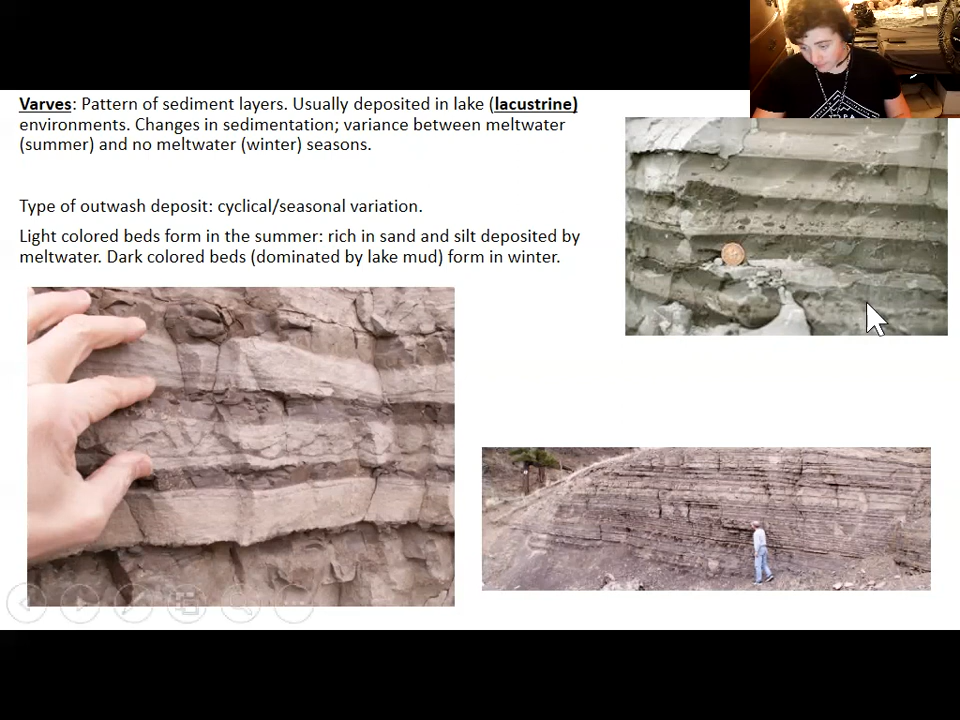 Varves: Pattern of sediment layers. Usually deposited in lake (lacustrine)
environments. Changes in sedimentation; variance between meltwater
(summer) and no meltwater (winter) seasons.
Type of outwash deposit: cyclical/seasonal variation.
Light colored beds form in the summer: rich in sand and silt deposited by
meltwater. Dark colored beds (dominated by lake mud) form in winter.